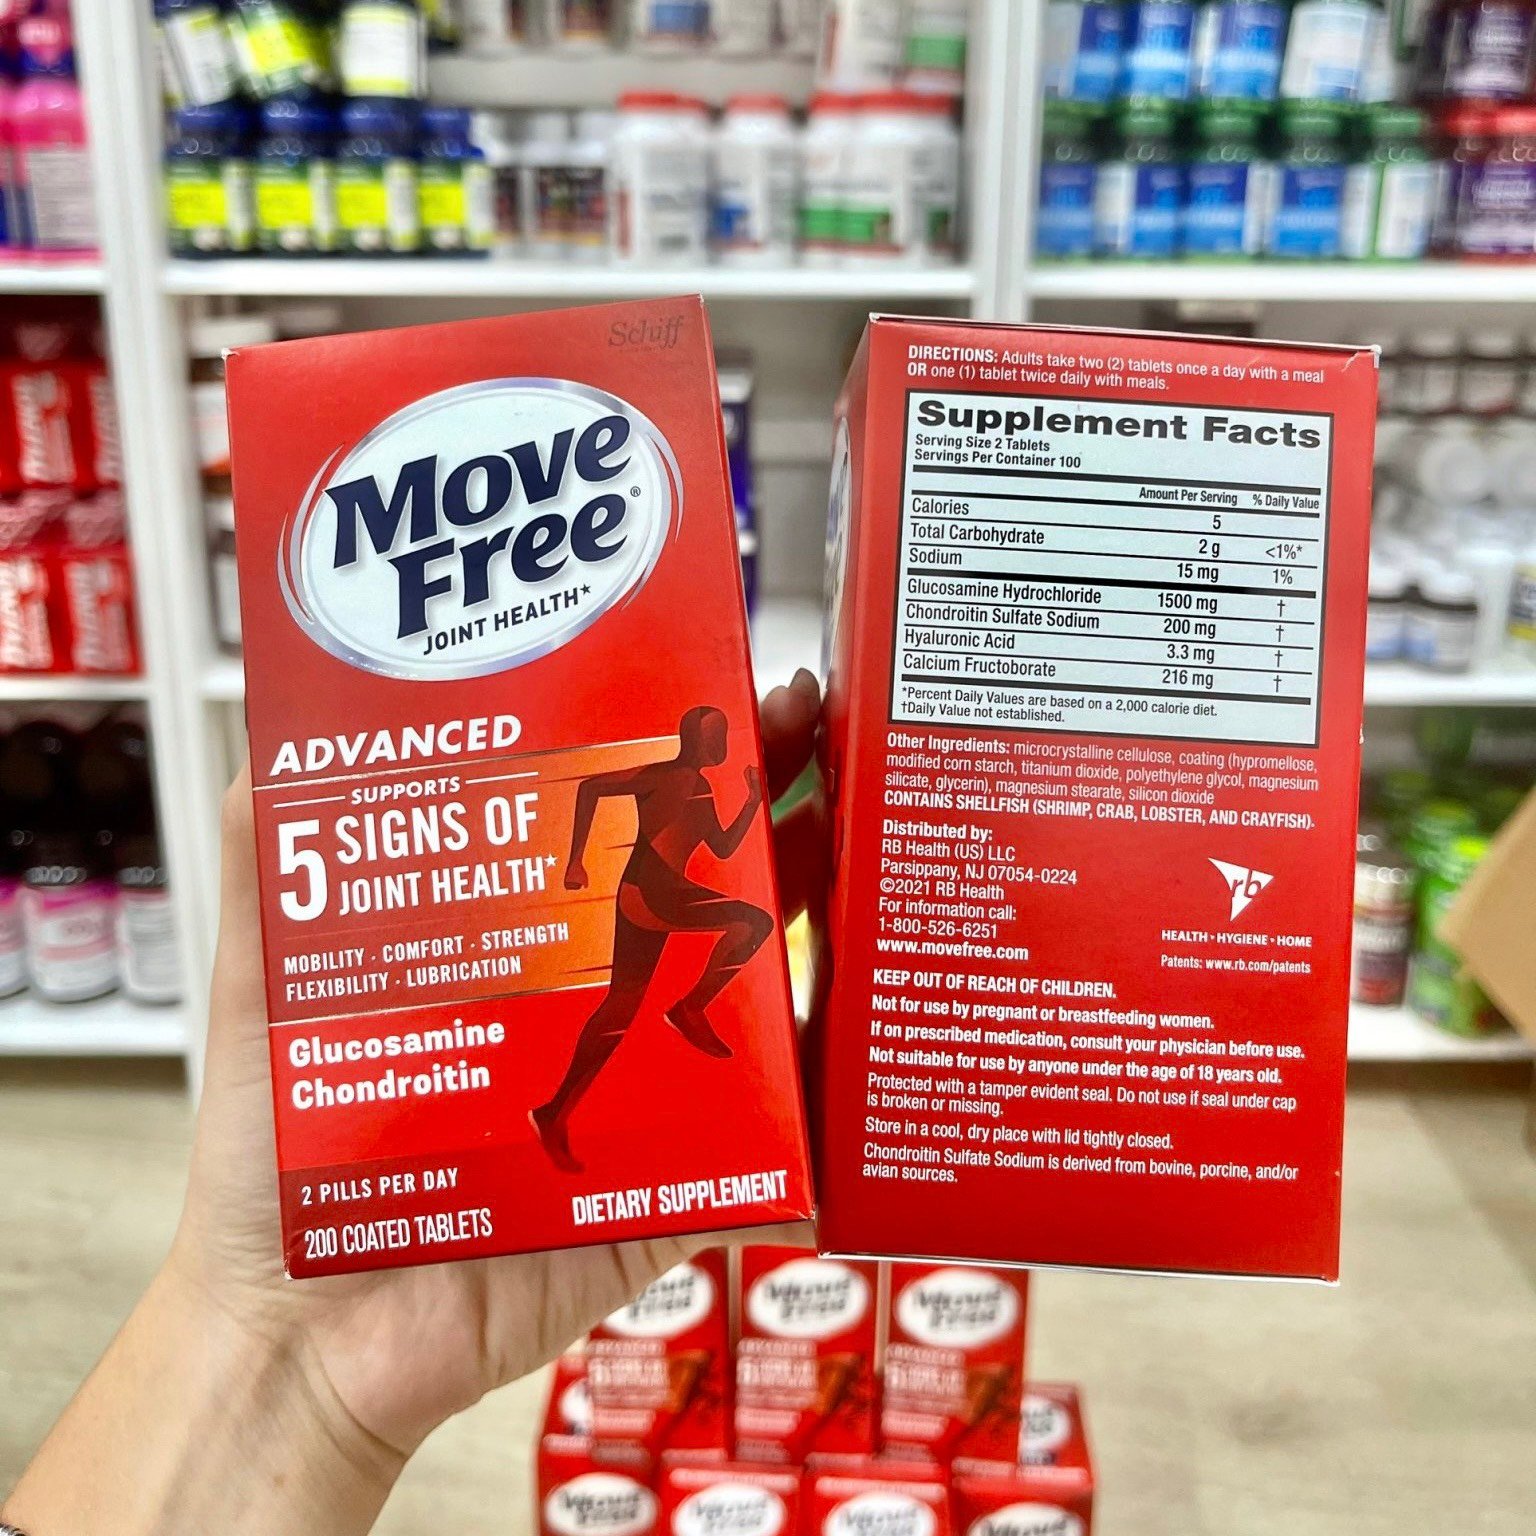 Schiff
Move
Free®
JOINT HEALTH*
ADVANCED
SUPPORTS
5 SIGNS OF
JOINT HEALTH*
MOBILITY · COMFORT · STRENGTH
FLEXIBILITY · LUBRICATION
Glucosamine
Chondroitin
2 PILLS PER DAY
200 COATED TABLETS
DIETARY SUPPLEMENT
DIRECTIONS: Adults take two (2) tablets once a day with a meal
OR one (1) tablet twice daily with meals.
Supplement Facts
Serving Size 2 Tablets
Servings Per Container 100
Amount Per Serving % Daily Value
Calories 5
Total Carbohydrate 2 g <1%*
Sodium 15 mg 1%
Glucosamine Hydrochloride 1500 mg †
Chondroitin Sulfate Sodium 200 mg †
Hyaluronic Acid 3.3 mg †
Calcium Fructoborate 216 mg †
*Percent Daily Values are based on a 2,000 calorie diet.
†Daily Value not established.
Other Ingredients: microcrystalline cellulose, coating (hypromellose,
modified corn starch, titanium dioxide, polyethylene glycol, magnesium
silicate, glycerin), magnesium stearate, silicon dioxide
CONTAINS SHELLFISH (SHRIMP, CRAB, LOBSTER, AND CRAYFISH).
Distributed by:
RB Health (US) LLC
Parsippany, NJ 07054-0224
©2021 RB Health
For information call:
1-800-526-6251
www.movefree.com
rb
HEALTH · HYGIENE · HOME
Patents: www.rb.com/patents
KEEP OUT OF REACH OF CHILDREN.
Not for use by pregnant or breastfeeding women.
If on prescribed medication, consult your physician before use.
Not suitable for use by anyone under the age of 18 years old.
Protected with a tamper evident seal. Do not use if seal under cap
is broken or missing.
Store in a cool, dry place with lid tightly closed.
Chondroitin Sulfate Sodium is derived from bovine, porcine, and/or
avian sources.
Move
Free
Move
Free
Move
Free